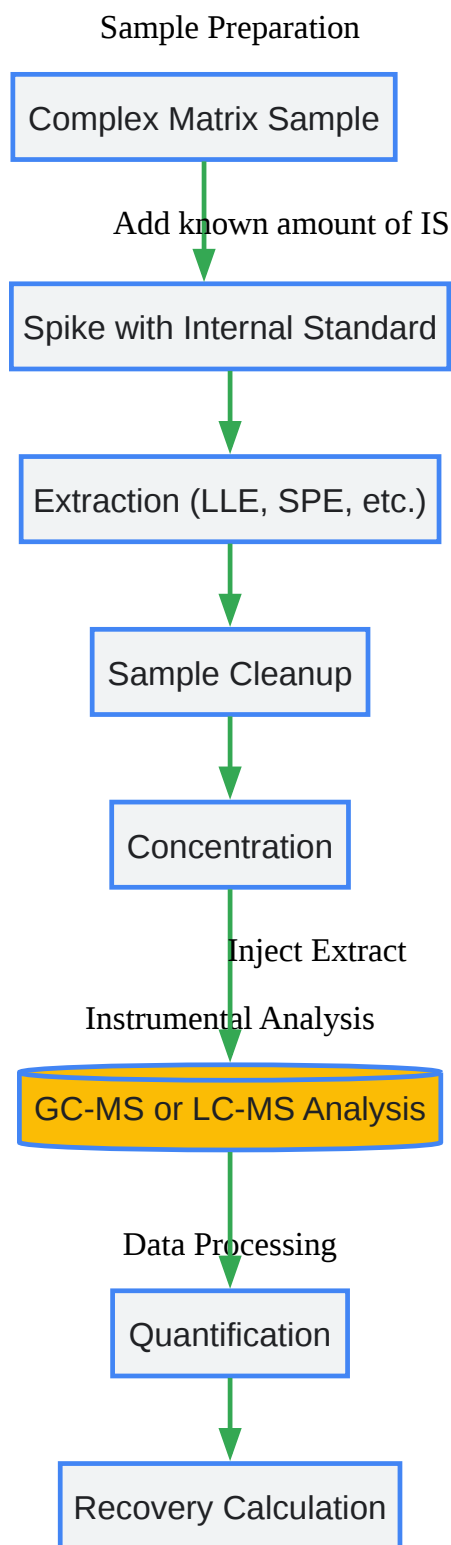 Sample Preparation
Complex Matrix Sample
Add known amount of IS
Spike with Internal Standard
Extraction (LLE, SPE, etc.)
Sample Cleanup
Concentration
Inject Extract
Instrumental Analysis
GC-MS or LC-MS Analysis
Data Processing
Quantification
Recovery Calculation